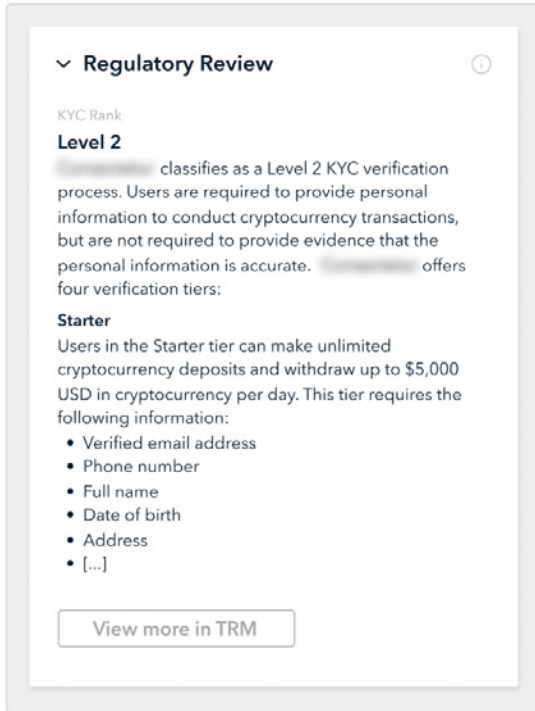 Regulatory Review
KYC Rank
Level 2
classifies as a Level 2 KYC verification
process. Users are required to provide personal
information to conduct cryptocurrency transactions,
but are not required to provide evidence that the
personal information is accurate. offers
four verification tiers:
Starter
Users in the Starter tier can make unlimited
cryptocurrency deposits and withdraw up to $5,000
USD in cryptocurrency per day. This tier requires the
following information:
• Verified email address
• Phone number
• Full name
• Date of birth
• Address
• [...]
View more in TRM